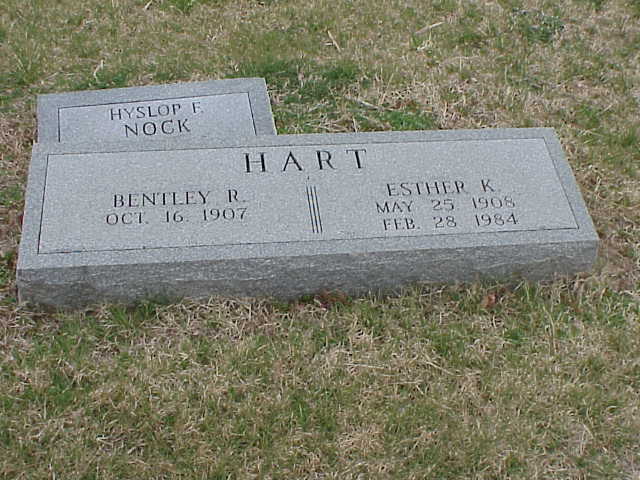 HYSLOP F.
NOCK
HART
BENTLEY R.
OCT. 16. 1907
ESTHER K.
MAY 25 1908
FEB. 28 1984